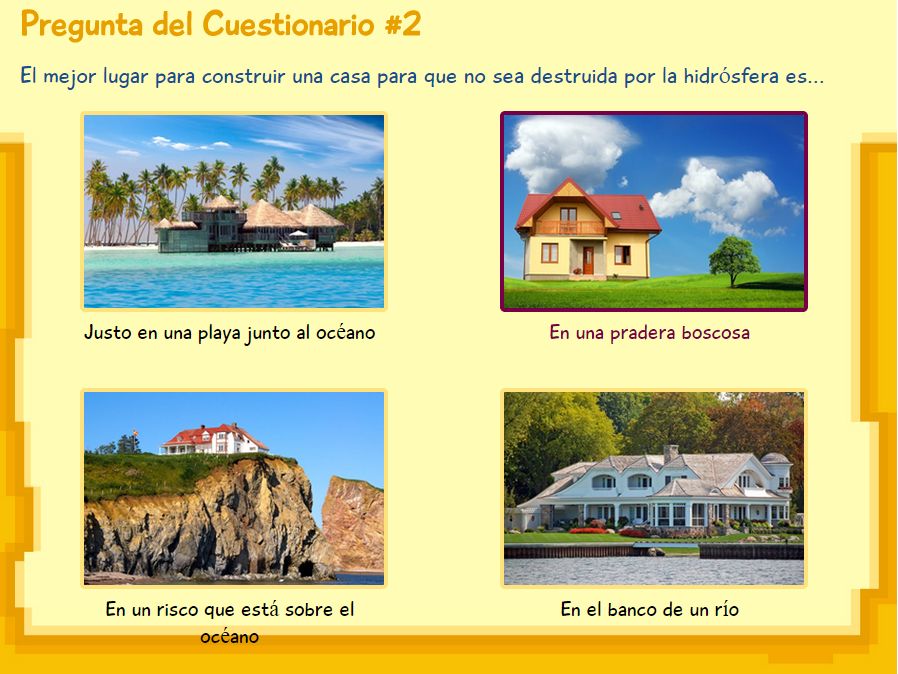 Pregunta del Cuestionario #2
El mejor lugar para construir una casa para que no sea destruida por la hidrósfera es...
Justo en una playa junto al océano
En una pradera boscosa
En un risco que está sobre el
océano
En el banco de un río